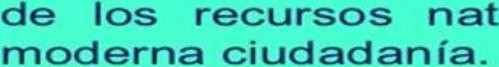 de los recursos nat
moderna ciudadanía.